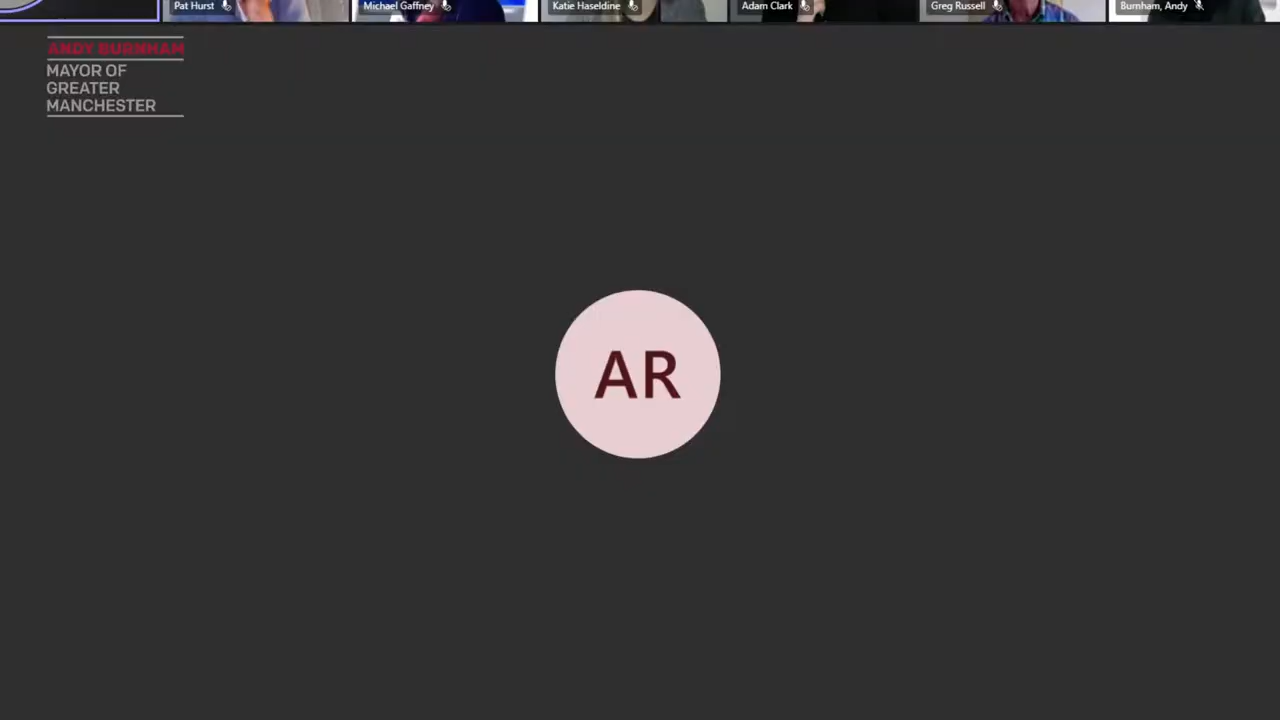 Pat Hurst
Michael Gaffney
Katie Haseldine
Adam Clark
Greg Russell
Burnham, Andy
ANDY BURNHAM
MAYOR OF
GREATER
MANCHESTER
AR